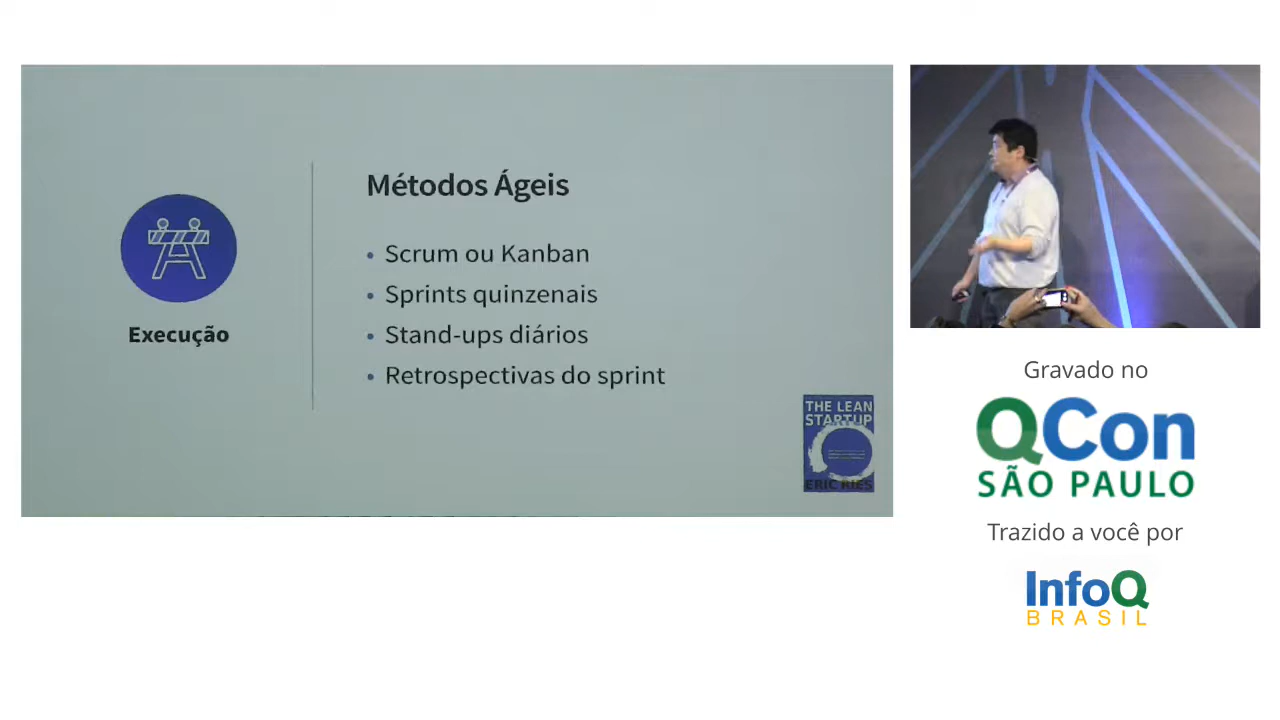 Execução
Métodos Ágeis
• Scrum ou Kanban
• Sprints quinzenais
• Stand-ups diários
• Retrospectivas do sprint
THE LEAN
STARTUP
ERIC RIES
Gravado no
QCon
SÃO PAULO
Trazido a você por
InfoQ
BRASIL